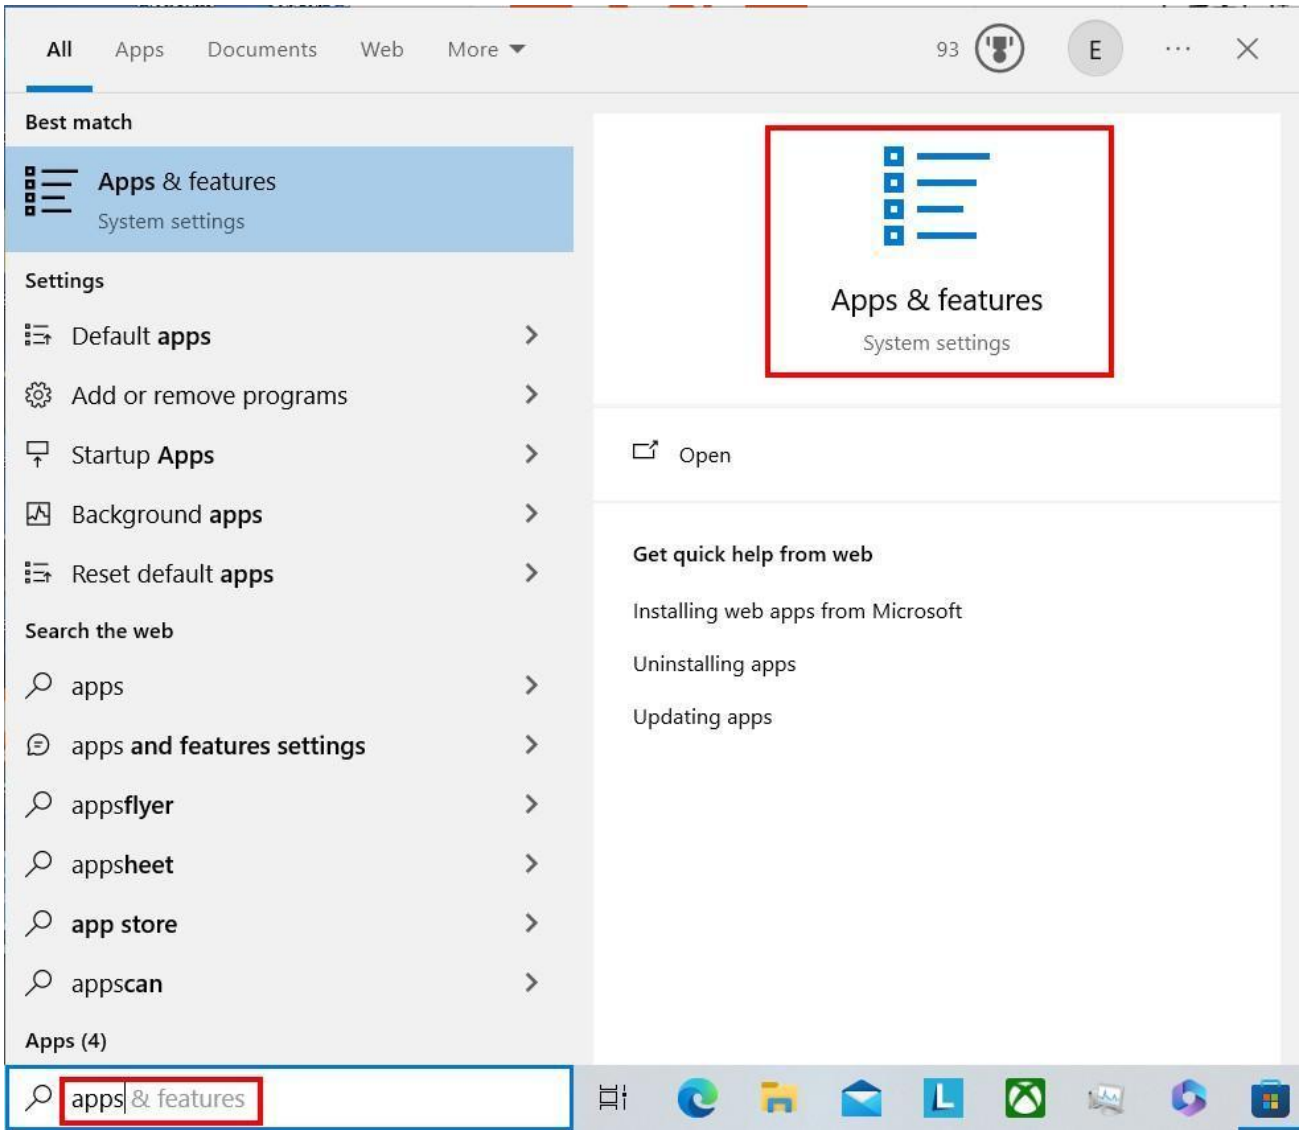 All Apps Documents Web More 93 E
Best match
Apps & features
System settings
Settings
Default apps
Add or remove programs
Startup Apps
Background apps
Reset default apps
Search the web
apps
apps and features settings
appsflyer
appsheet
app store
appscan
Apps (4)
apps & features
Apps & features
System settings
Open
Get quick help from web
Installing web apps from Microsoft
Uninstalling apps
Updating apps
L